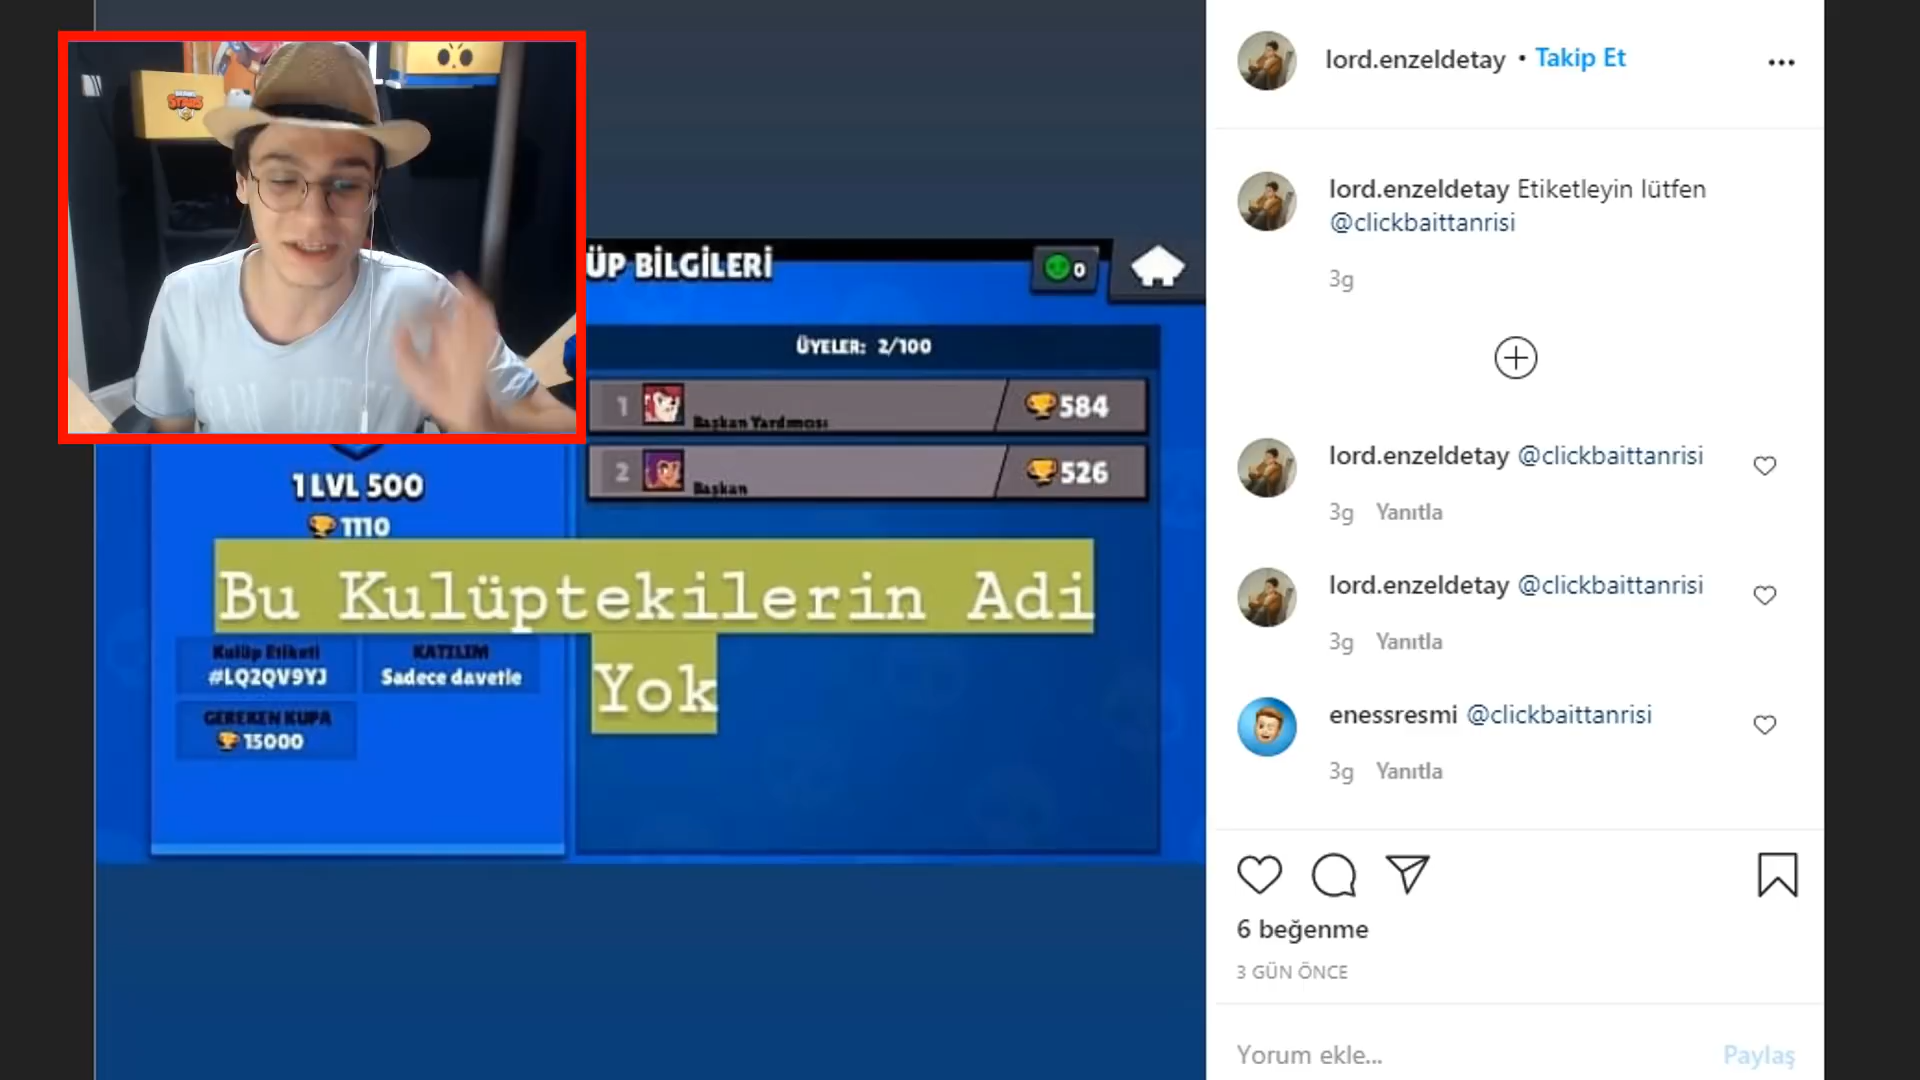 BRAWL
STARS
ÜP BİLGİLERİ
0
ÜYELER: 2/100
1
Başkan Yardımcısı
584
2
Başkan
526
1 LVL 500
1110
Bu Kulüptekilerin Adi
Yok
Kulüp Etiketi
#LQ2QV9YJ
KATILIM
Sadece davetle
GEREKEN KUPA
15000
lord.enzeldetay • Takip Et
lord.enzeldetay Etiketleyin lütfen
@clickbaittanrisi
3g
lord.enzeldetay @clickbaittanrisi
3g Yanıtla
lord.enzeldetay @clickbaittanrisi
3g Yanıtla
enessresmi @clickbaittanrisi
3g Yanıtla
6 beğenme
3 GÜN ÖNCE
Yorum ekle...
Paylaş